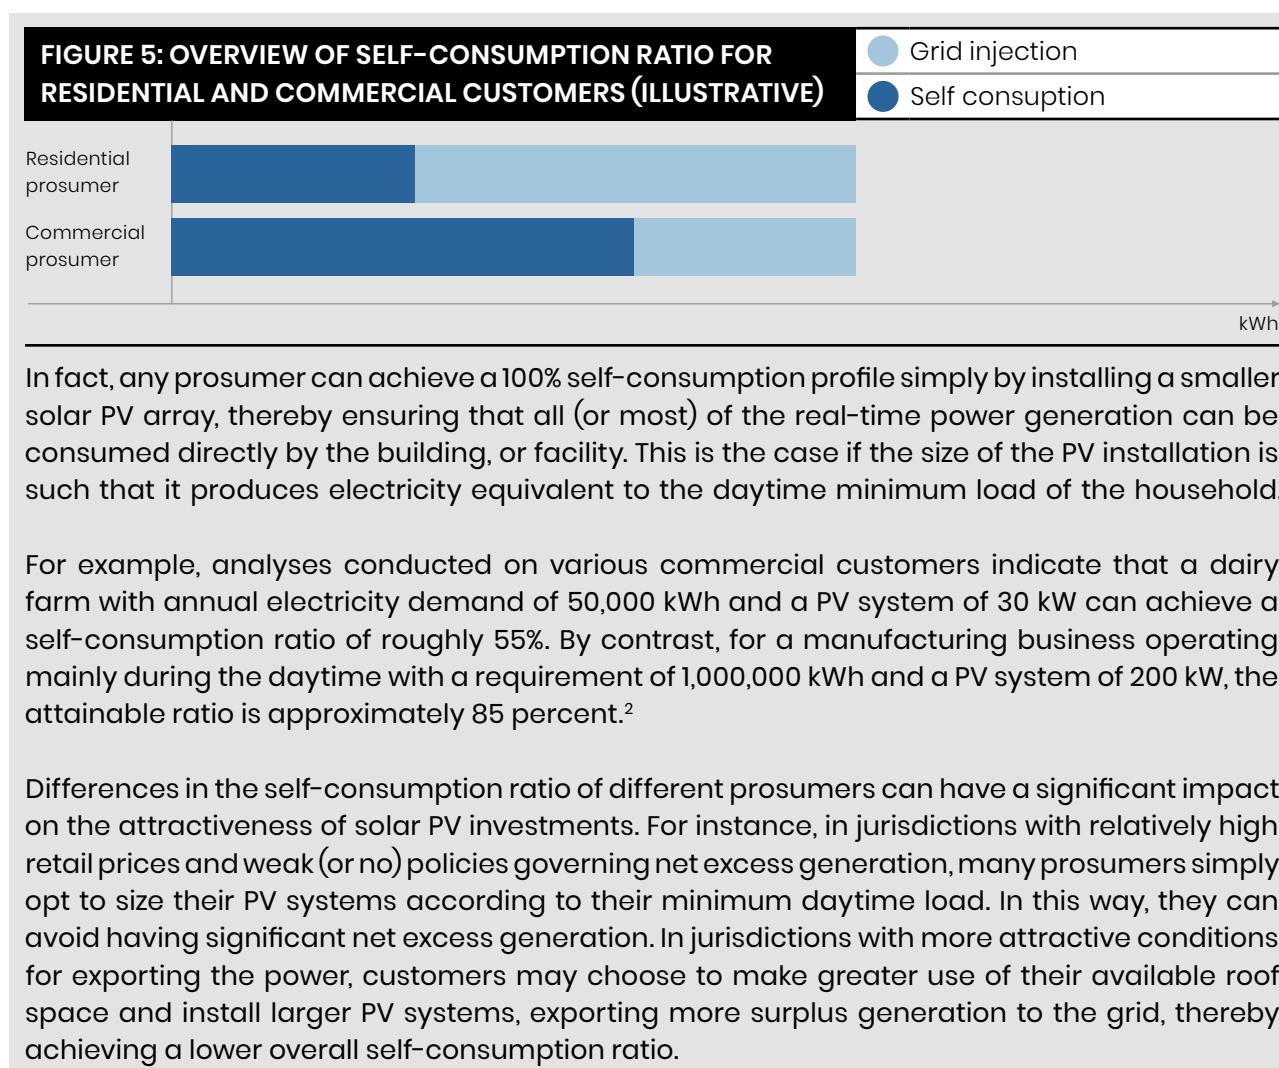 FIGURE 5: OVERVIEW OF SELF-CONSUMPTION RATIO FOR
RESIDENTIAL AND COMMERCIAL CUSTOMERS (ILLUSTRATIVE)
Grid injection
Self consuption
Residential
prosumer
Commercial
prosumer
kWh
In fact, any prosumer can achieve a 100% self-consumption profile simply by installing a smaller
solar PV array, thereby ensuring that all (or most) of the real-time power generation can be
consumed directly by the building, or facility. This is the case if the size of the PV installation is
such that it produces electricity equivalent to the daytime minimum load of the household.
For example, analyses conducted on various commercial customers indicate that a dairy
farm with annual electricity demand of 50,000 kWh and a PV system of 30 kW can achieve a
self-consumption ratio of roughly 55%. By contrast, for a manufacturing business operating
mainly during the daytime with a requirement of 1,000,000 kWh and a PV system of 200 kW, the
attainable ratio is approximately 85 percent.²
Differences in the self-consumption ratio of different prosumers can have a significant impact
on the attractiveness of solar PV investments. For instance, in jurisdictions with relatively high
retail prices and weak (or no) policies governing net excess generation, many prosumers simply
opt to size their PV systems according to their minimum daytime load. In this way, they can
avoid having significant net excess generation. In jurisdictions with more attractive conditions
for exporting the power, customers may choose to make greater use of their available roof
space and install larger PV systems, exporting more surplus generation to the grid, thereby
achieving a lower overall self-consumption ratio.